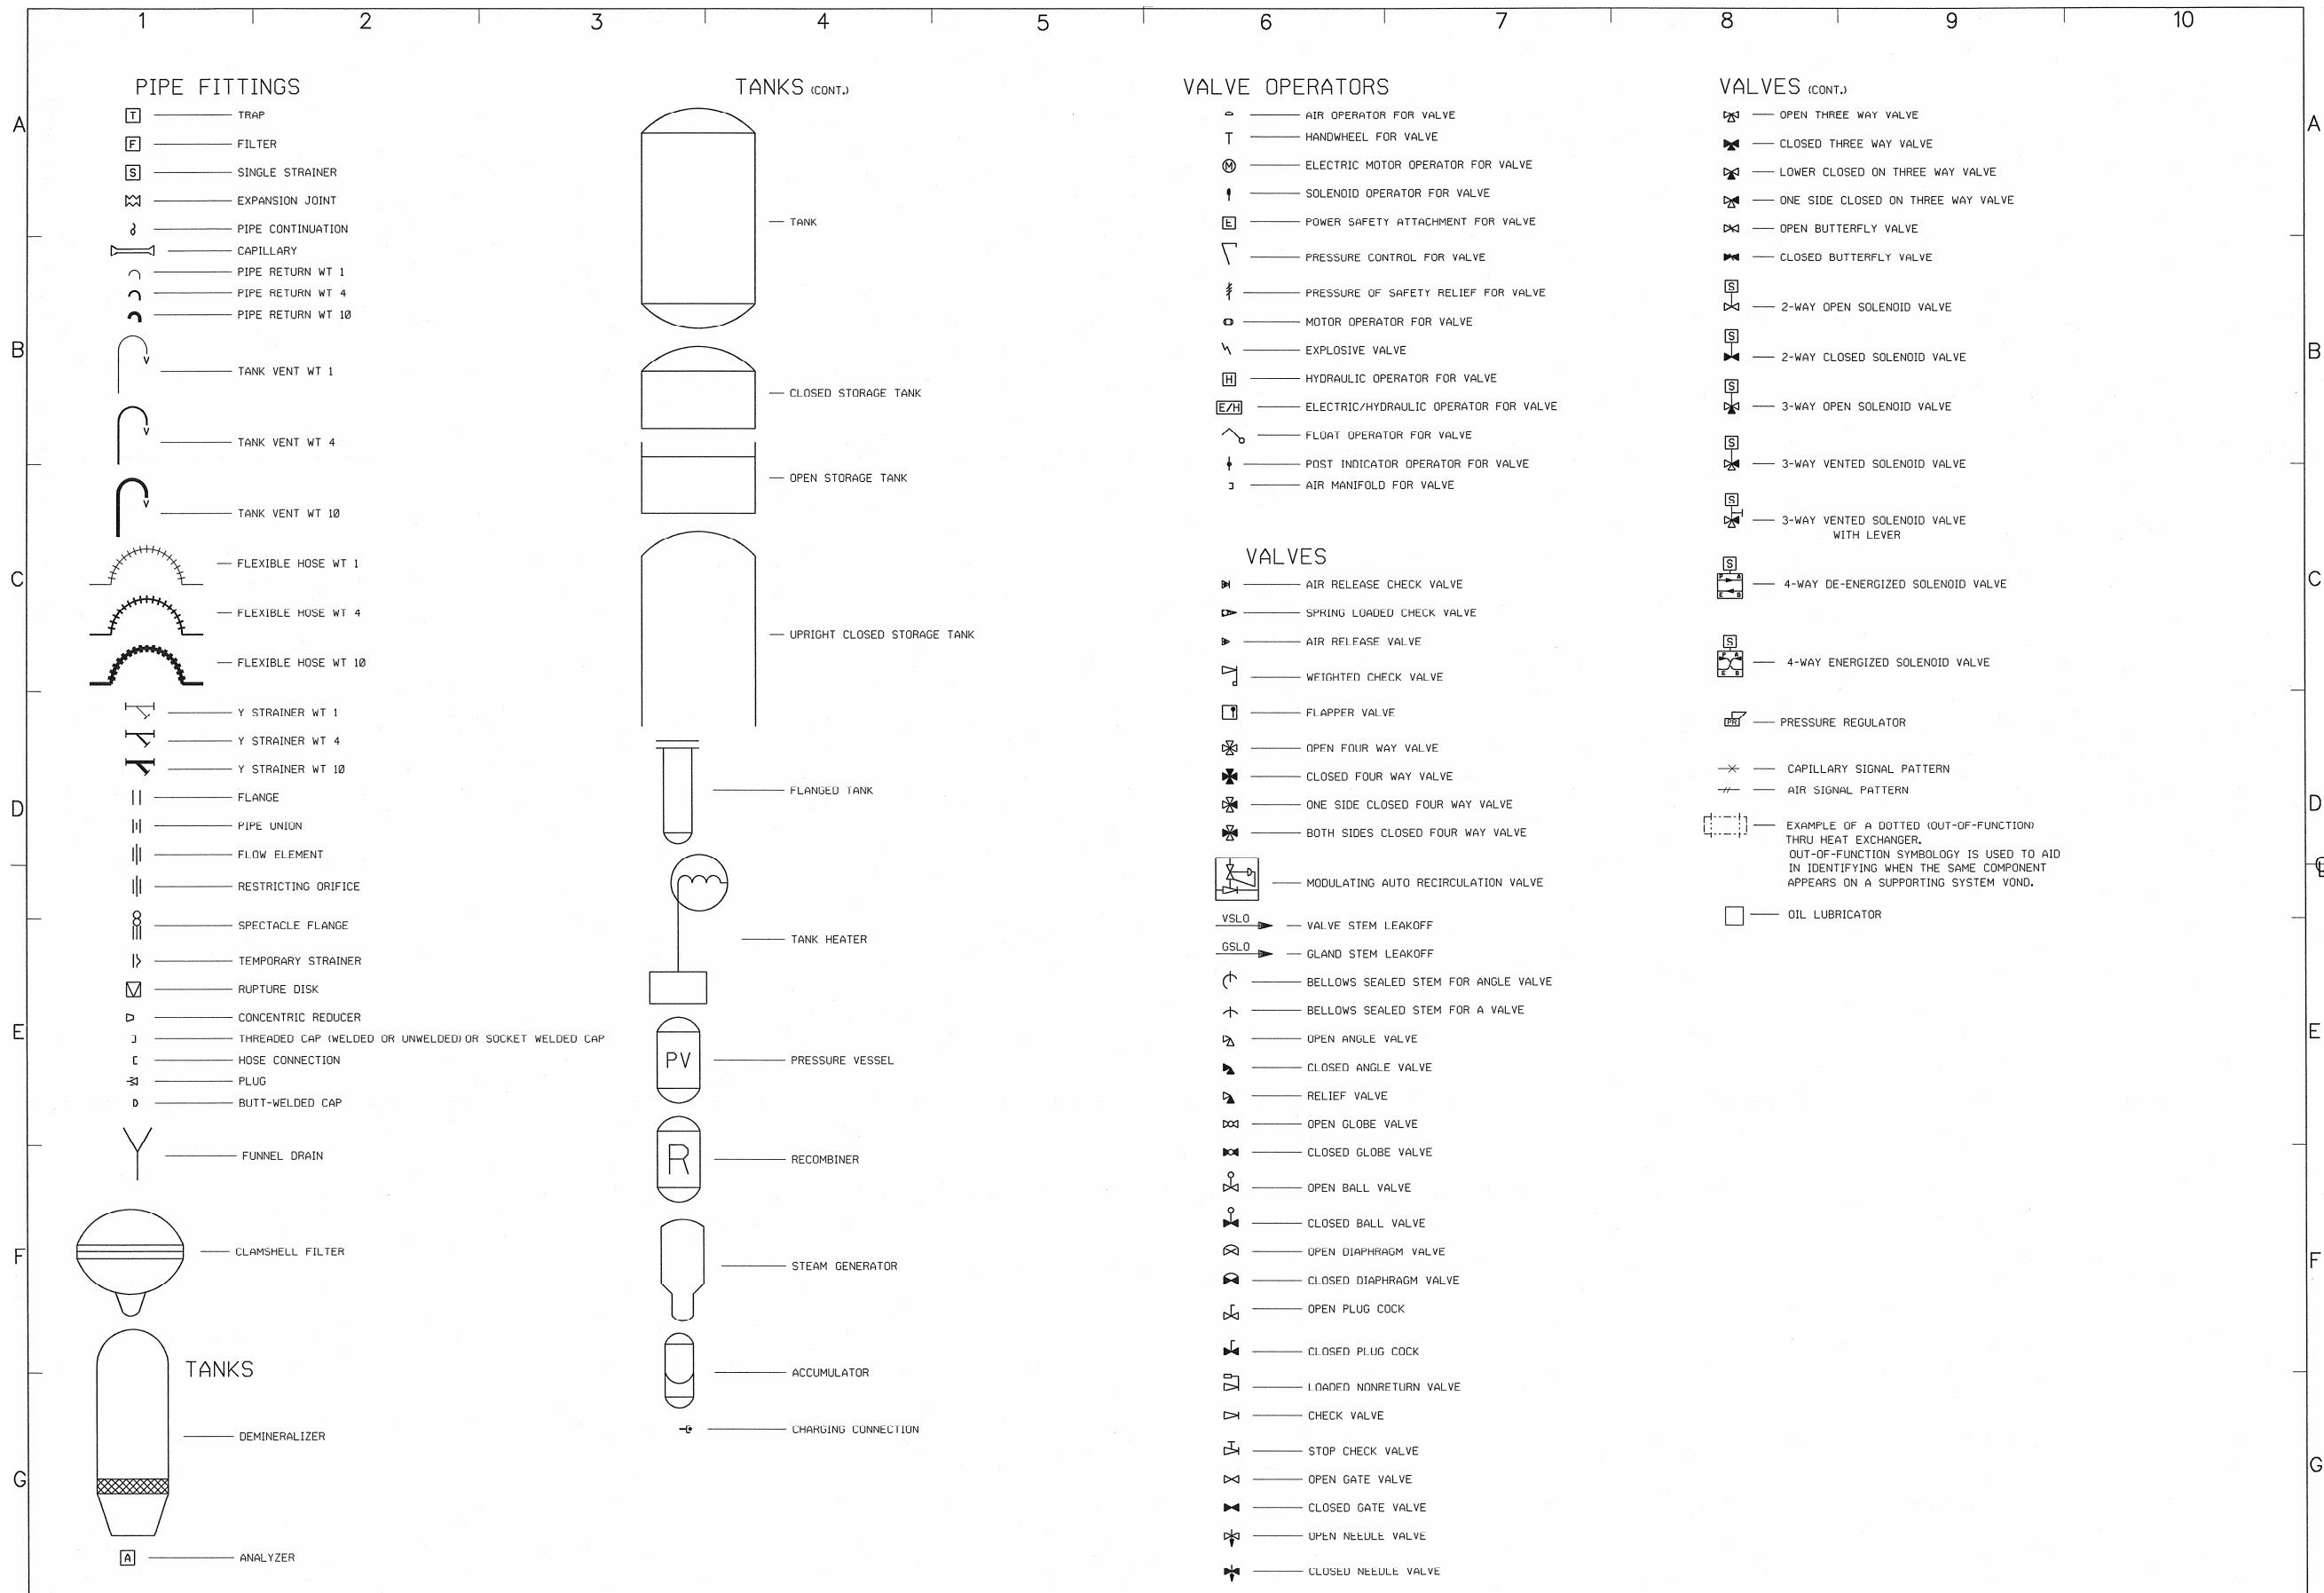 1 2 3 4 5 6 7 8 9 10
A
B
C
D
E
F
G
PIPE FITTINGS
T TRAP
F FILTER
S SINGLE STRAINER
EXPANSION JOINT
PIPE CONTINUATION
CAPILLARY
PIPE RETURN WT 1
PIPE RETURN WT 4
PIPE RETURN WT 10
TANK VENT WT 1
TANK VENT WT 4
TANK VENT WT 10
FLEXIBLE HOSE WT 1
FLEXIBLE HOSE WT 4
FLEXIBLE HOSE WT 10
Y STRAINER WT 1
Y STRAINER WT 4
Y STRAINER WT 10
FLANGE
PIPE UNION
FLOW ELEMENT
RESTRICTING ORIFICE
SPECTACLE FLANGE
TEMPORARY STRAINER
RUPTURE DISK
CONCENTRIC REDUCER
THREADED CAP (WELDED OR UNWELDED) OR SOCKET WELDED CAP
HOSE CONNECTION
PLUG
BUTT-WELDED CAP
FUNNEL DRAIN
CLAMSHELL FILTER
TANKS
DEMINERALIZER
A ANALYZER
TANKS (CONT.)
TANK
CLOSED STORAGE TANK
OPEN STORAGE TANK
UPRIGHT CLOSED STORAGE TANK
FLANGED TANK
TANK HEATER
PV PRESSURE VESSEL
R RECOMBINER
STEAM GENERATOR
ACCUMULATOR
CHARGING CONNECTION
VALVE OPERATORS
AIR OPERATOR FOR VALVE
HANDWHEEL FOR VALVE
M ELECTRIC MOTOR OPERATOR FOR VALVE
SOLENOID OPERATOR FOR VALVE
E POWER SAFETY ATTACHMENT FOR VALVE
PRESSURE CONTROL FOR VALVE
PRESSURE OF SAFETY RELIEF FOR VALVE
MOTOR OPERATOR FOR VALVE
EXPLOSIVE VALVE
H HYDRAULIC OPERATOR FOR VALVE
E/H ELECTRIC/HYDRAULIC OPERATOR FOR VALVE
FLOAT OPERATOR FOR VALVE
POST INDICATOR OPERATOR FOR VALVE
AIR MANIFOLD FOR VALVE
VALVES
AIR RELEASE CHECK VALVE
SPRING LOADED CHECK VALVE
AIR RELEASE VALVE
WEIGHTED CHECK VALVE
FLAPPER VALVE
OPEN FOUR WAY VALVE
CLOSED FOUR WAY VALVE
ONE SIDE CLOSED FOUR WAY VALVE
BOTH SIDES CLOSED FOUR WAY VALVE
MODULATING AUTO RECIRCULATION VALVE
VSLO VALVE STEM LEAKOFF
GSLO GLAND STEM LEAKOFF
BELLOWS SEALED STEM FOR ANGLE VALVE
BELLOWS SEALED STEM FOR A VALVE
OPEN ANGLE VALVE
CLOSED ANGLE VALVE
RELIEF VALVE
OPEN GLOBE VALVE
CLOSED GLOBE VALVE
OPEN BALL VALVE
CLOSED BALL VALVE
OPEN DIAPHRAGM VALVE
CLOSED DIAPHRAGM VALVE
OPEN PLUG COCK
CLOSED PLUG COCK
LOADED NONRETURN VALVE
CHECK VALVE
STOP CHECK VALVE
OPEN GATE VALVE
CLOSED GATE VALVE
OPEN NEEDLE VALVE
CLOSED NEEDLE VALVE
VALVES (CONT.)
OPEN THREE WAY VALVE
CLOSED THREE WAY VALVE
LOWER CLOSED ON THREE WAY VALVE
ONE SIDE CLOSED ON THREE WAY VALVE
OPEN BUTTERFLY VALVE
CLOSED BUTTERFLY VALVE
S 2-WAY OPEN SOLENOID VALVE
S 2-WAY CLOSED SOLENOID VALVE
S 3-WAY OPEN SOLENOID VALVE
S 3-WAY VENTED SOLENOID VALVE
S 3-WAY VENTED SOLENOID VALVE
WITH LEVER
S P A E B 4-WAY DE-ENERGIZED SOLENOID VALVE
S P A E B 4-WAY ENERGIZED SOLENOID VALVE
PR PRESSURE REGULATOR
CAPILLARY SIGNAL PATTERN
AIR SIGNAL PATTERN
EXAMPLE OF A DOTTED (OUT-OF-FUNCTION)
THRU HEAT EXCHANGER.
OUT-OF-FUNCTION SYMBOLOGY IS USED TO AID
IN IDENTIFYING WHEN THE SAME COMPONENT
APPEARS ON A SUPPORTING SYSTEM VOND.
OIL LUBRICATOR
A
B
C
D
E
F
G